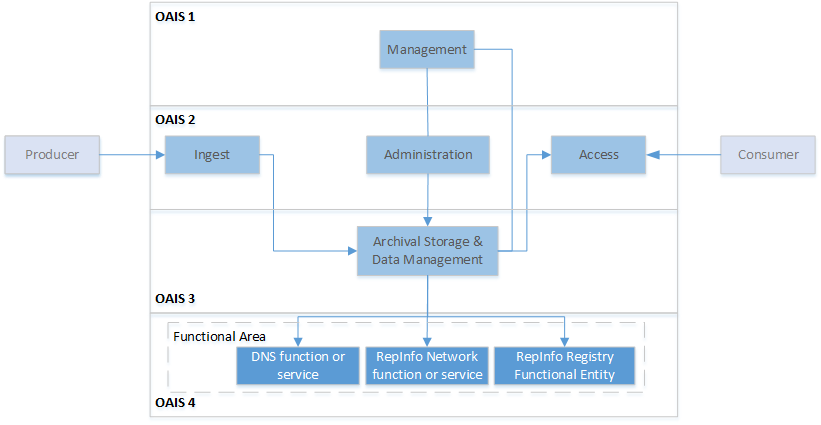 OAIS 1
Management
OAIS 2
Producer
Ingest
Administration
Access
Consumer
Archival Storage &
Data Management
OAIS 3
Functional Area
DNS function or
service
RepInfo Network
function or service
RepInfo Registry
Functional Entity
OAIS 4